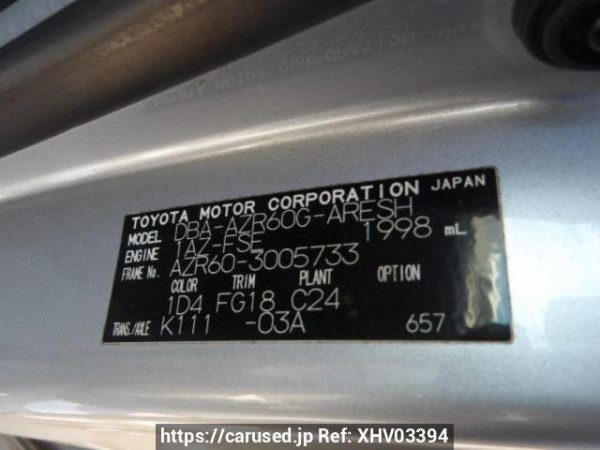 TOYOTA MOTOR CORPORATION JAPAN
MODEL DBA-AZR60G-ARESH
ENGINE 1AZ-FSE 1998 mL
FRAME No. AZR60-3005733
COLOR TRIM PLANT OPTION
1D4 FG18 C24
TRANS./AXLE K111 -03A 657
https://carused.jp Ref: XHV03394